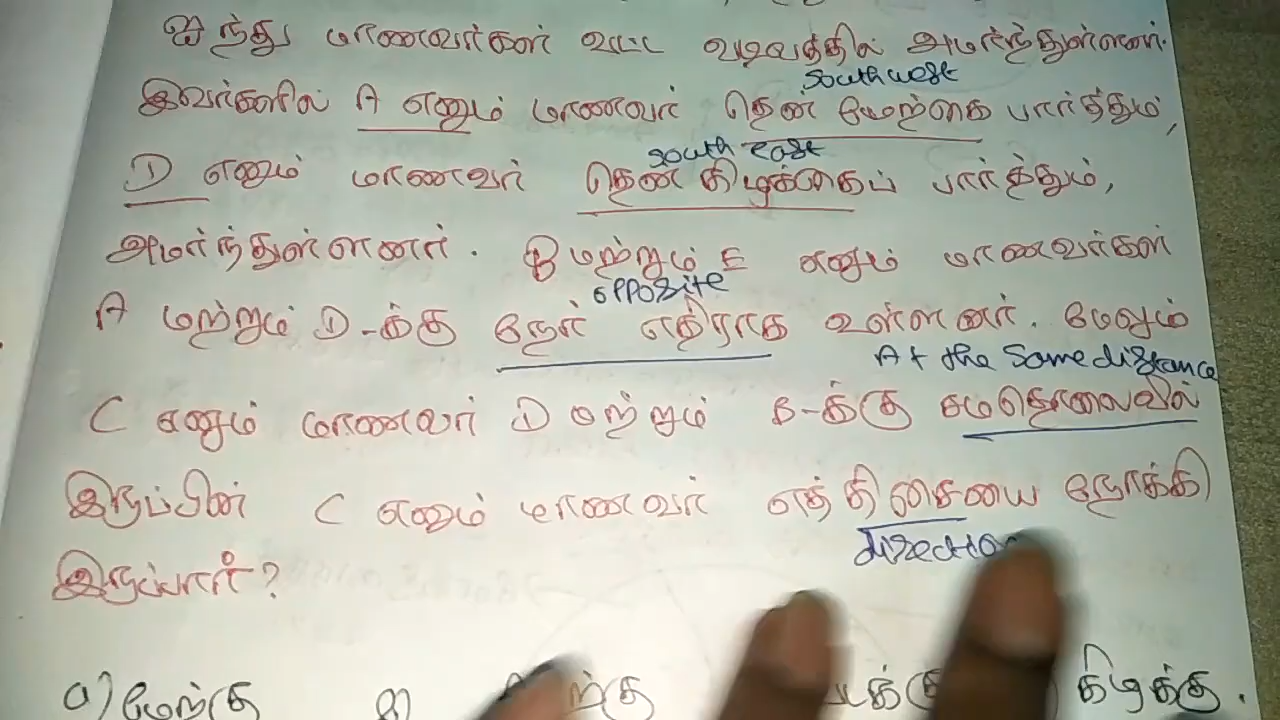 ஐந்து மாணவர்கள் வட்ட வடிவத்தில் அமர்ந்துள்ளனர்.
southwest
இவர்களில் A எனும் மாணவர் தென் மேற்கை பார்த்தும்,
south east
D எனும் மாணவர் தென் கிழக்கைப் பார்த்தும்,
அமர்ந்துள்ளனர். B மற்றும் E எனும் மாணவர்கள்
opposite
A மற்றும் D-க்கு நேர் எதிராக உள்ளனர். மேலும்
At the Same distance
C எனும் மாணவர் D மற்றும் B-க்கு சமதொலைவில்
இருப்பின் C எனும் மாணவர் எத்திசையை நோக்கி
இருப்பார்?
a) மேற்கு கிழக்கு.